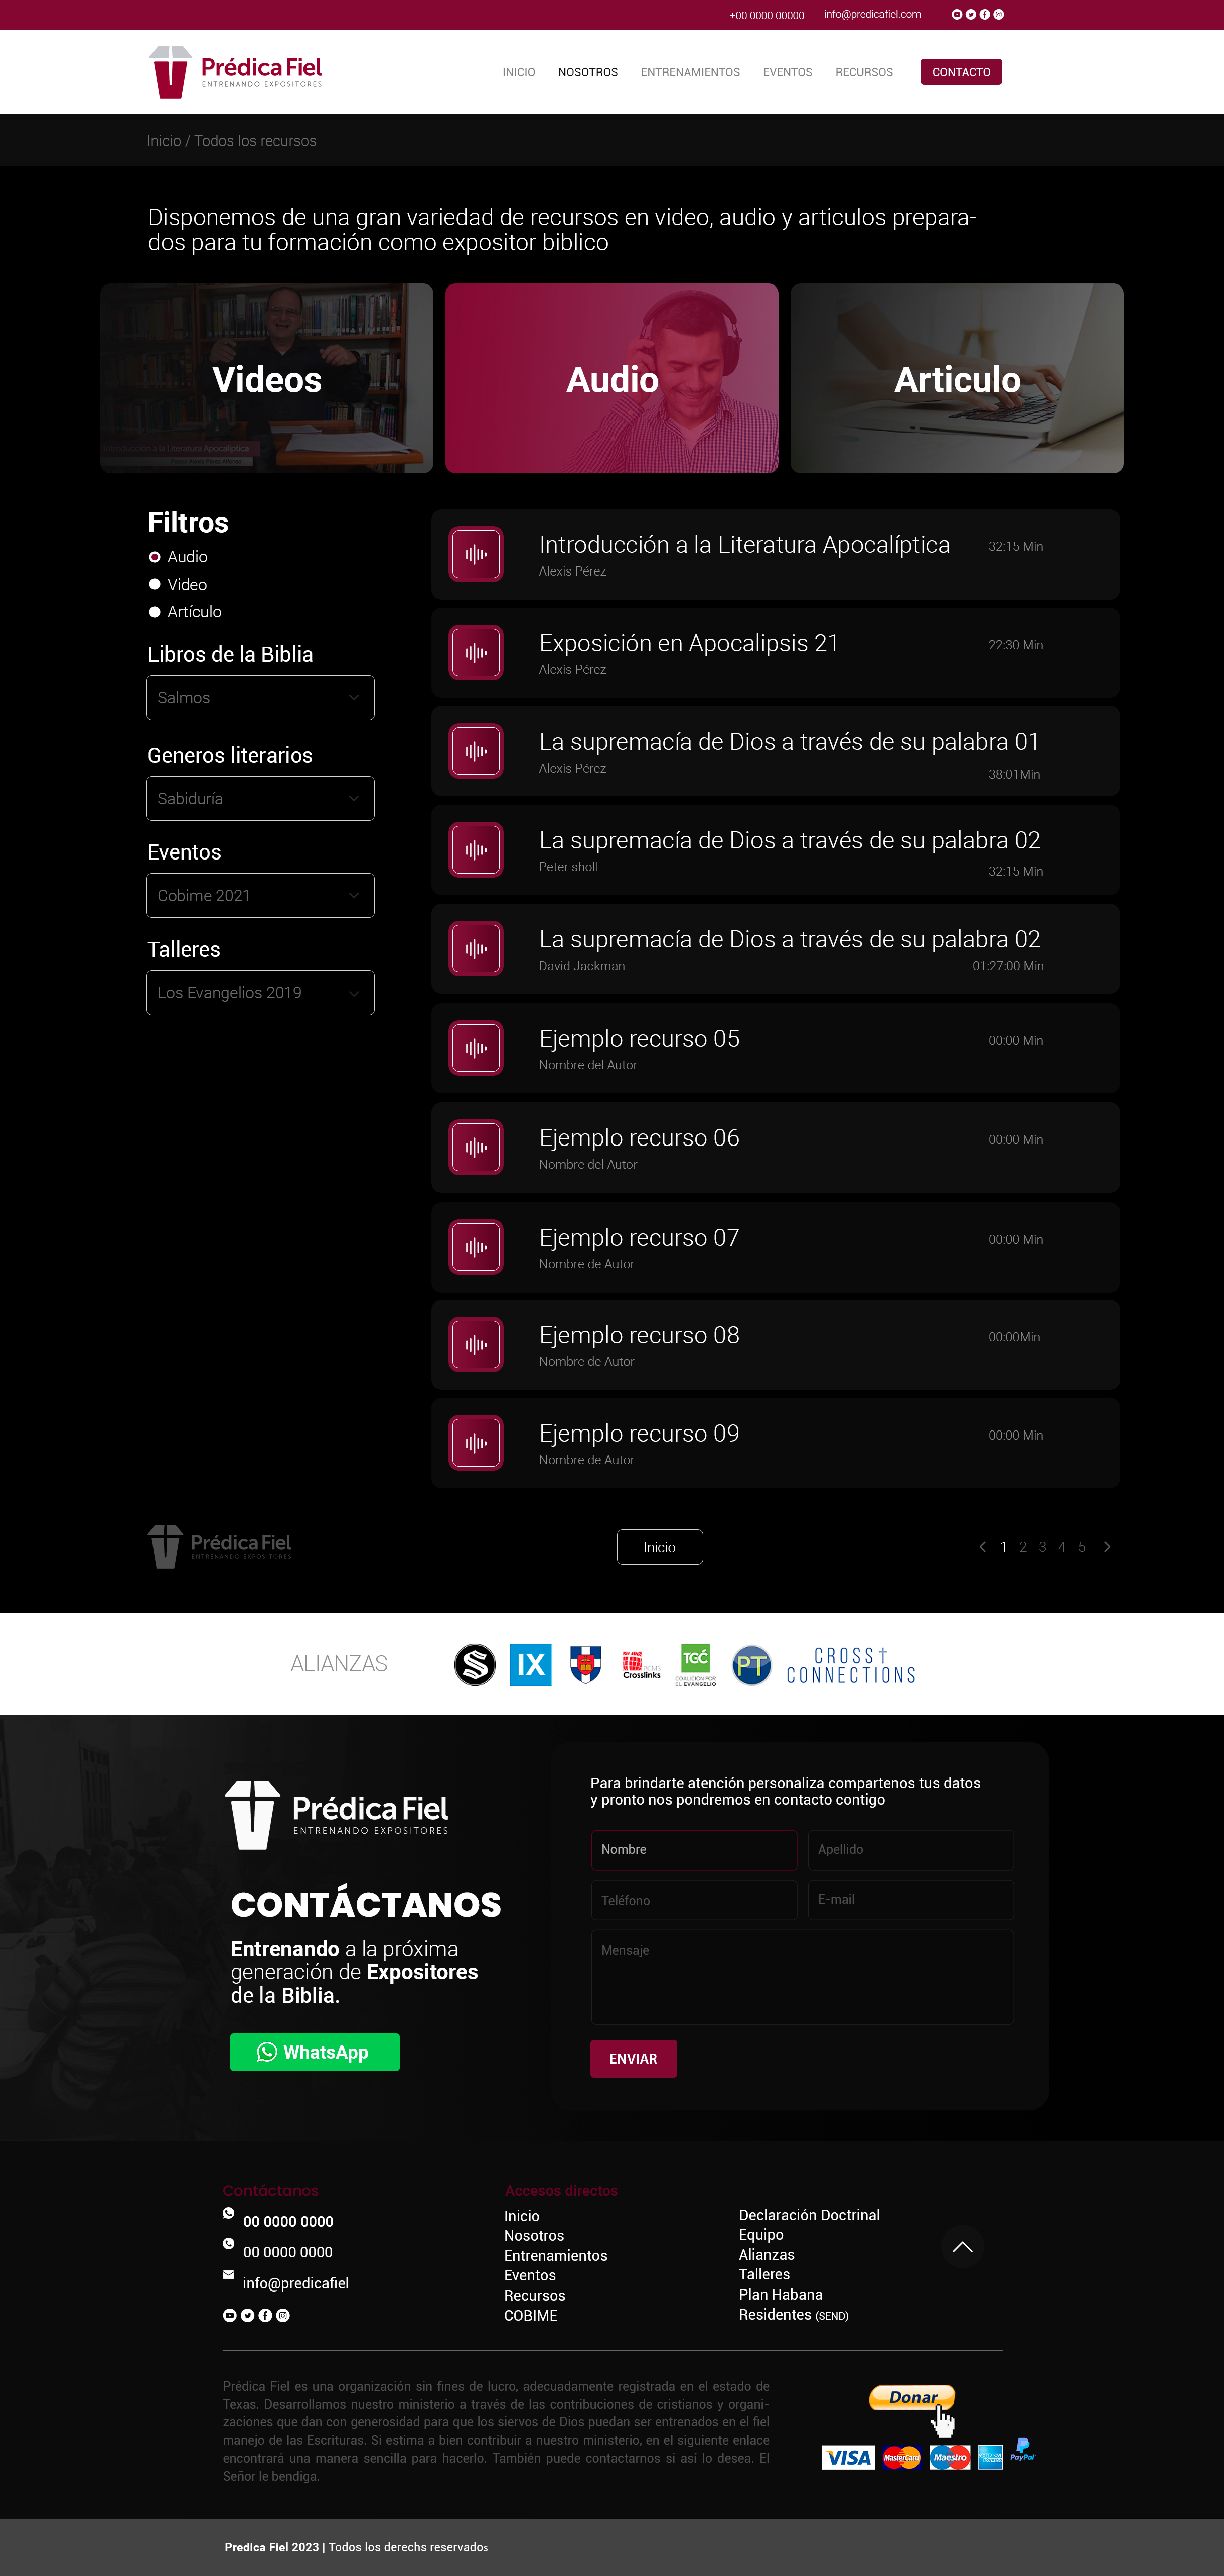 +00 0000 00000 info@predicafiel.com
Prédica Fiel
ENTRENANDO EXPOSITORES
INICIO NOSOTROS ENTRENAMIENTOS EVENTOS RECURSOS CONTACTO
Inicio / Todos los recursos
Disponemos de una gran variedad de recursos en video, audio y articulos prepara-
dos para tu formación como expositor biblico
Videos
Introducción a la Literatura Apocalíptica
Audio
Articulo
Filtros
Audio
Video
Artículo
Libros de la Biblia
Salmos
Generos literarios
Sabiduría
Eventos
Cobime 2021
Talleres
Los Evangelios 2019
Introducción a la Literatura Apocalíptica 32:15 Min
Alexis Pérez
Exposición en Apocalipsis 21 22:30 Min
Alexis Pérez
La supremacía de Dios a través de su palabra 01
Alexis Pérez 38:01Min
La supremacía de Dios a través de su palabra 02
Peter sholl 32:15 Min
La supremacía de Dios a través de su palabra 02
David Jackman 01:27:00 Min
Ejemplo recurso 05 00:00 Min
Nombre del Autor
Ejemplo recurso 06 00:00 Min
Nombre del Autor
Ejemplo recurso 07 00:00 Min
Nombre de Autor
Ejemplo recurso 08 00:00Min
Nombre de Autor
Ejemplo recurso 09 00:00 Min
Nombre de Autor
Prédica Fiel
ENTRENANDO EXPOSITORES
Inicio
1 2 3 4 5
ALIANZAS
S
IX
Crosslinks
TGC
COALICIÓN POR
EL EVANGELIO
PT
CROSS
CONNECTIONS
Prédica Fiel
ENTRENANDO EXPOSITORES
CONTÁCTANOS
Entrenando a la próxima
generación de Expositores
de la Biblia.
WhatsApp
Para brindarte atención personaliza compartenos tus datos
y pronto nos pondremos en contacto contigo
Nombre Apellido
Teléfono E-mail
Mensaje
ENVIAR
Contáctanos
00 0000 0000
00 0000 0000
info@predicafiel
Accesos directos
Inicio
Nosotros
Entrenamientos
Eventos
Recursos
COBIME
Declaración Doctrinal
Equipo
Alianzas
Talleres
Plan Habana
Residentes (SEND)
Prédica Fiel es una organización sin fines de lucro, adecuadamente registrada en el estado de
Texas. Desarrollamos nuestro ministerio a través de las contribuciones de cristianos y organi-
zaciones que dan con generosidad para que los siervos de Dios puedan ser entrenados en el fiel
manejo de las Escrituras. Si estima a bien contribuir a nuestro ministerio, en el siguiente enlace
encontrará una manera sencilla para hacerlo. También puede contactarnos si así lo desea. El
Señor le bendiga.
Donar
VISA MasterCard Maestro PayPal
Predica Fiel 2023 | Todos los derechs reservados